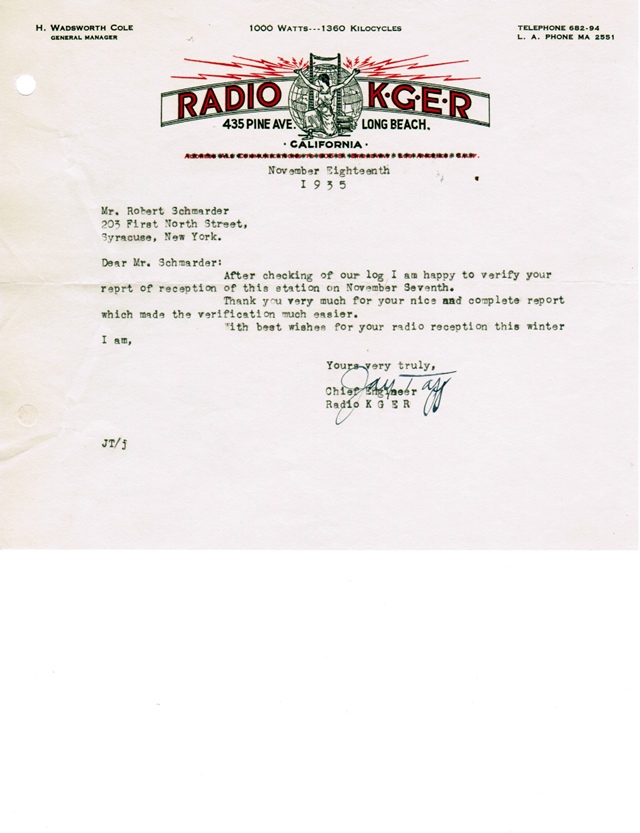 H. WADSWORTH COLE
GENERAL MANAGER
1000 WATTS---1360 KILOCYCLES
TELEPHONE 682-94
L. A. PHONE MA 2551
RADIO K·G·E·R
435 PINE AVE. LONG BEACH,
· CALIFORNIA ·
November Eighteenth
1 9 3 5
Mr. Robert Schmarder
203 First North Street,
Syracuse, New York.
Dear Mr. Schmarder:
After checking of our log I am happy to verify your
reprt of reception of this station on November Seventh.
Thank you very much for your nice and complete report
which made the verification much easier.
With best wishes for your radio reception this winter
I am,
Yours very truly,
Jay Tapp
Chief Engineer
Radio K G E R
JT/j